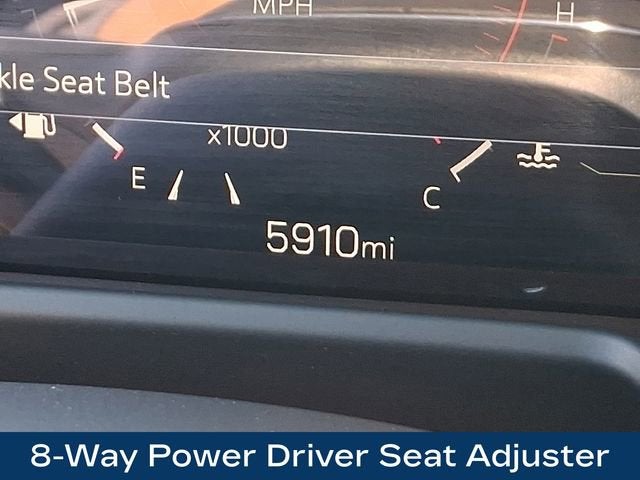 MPH
H
kle Seat Belt
x1000
E
C
5910mi
8-Way Power Driver Seat Adjuster